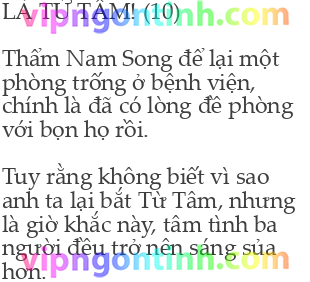 LÀ TỪ TÂM! (10)
vipngontinh.com
Thẩm Nam Song để lại một
phòng trống ở bệnh viện,
chính là đã có lòng đề phòng
với bọn họ rồi.
Tuy rằng không biết vì sao
anh ta lại bắt Từ Tâm, nhưng
là giờ khắc này, tâm tình ba
người đều trở nên sáng sủa
vipngontinh.com
hơn.